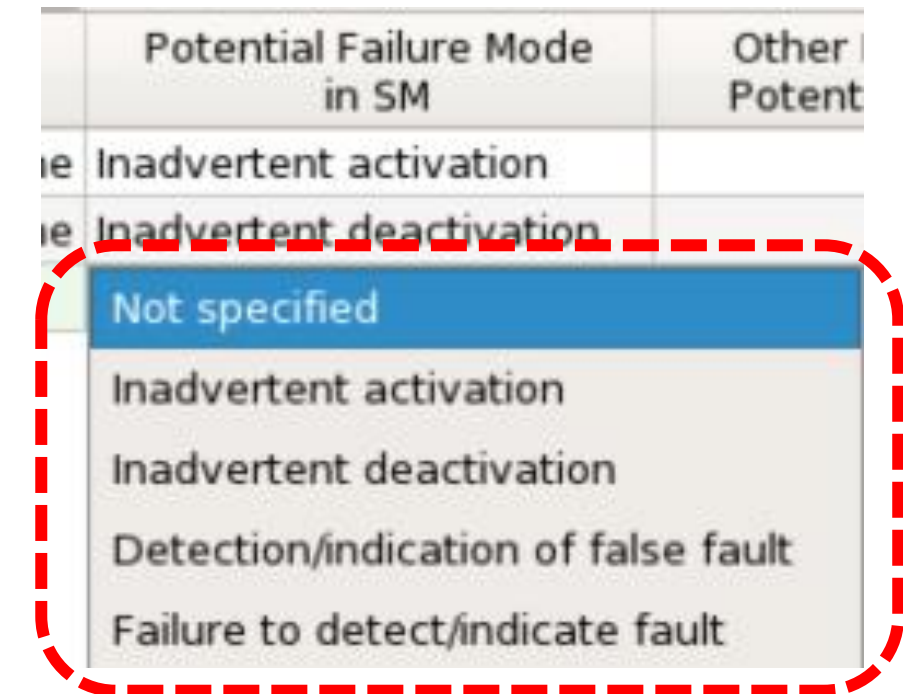 Potential Failure Mode
in SM
Other
Potent
Inadvertent activation
Inadvertent deactivation
Not specified
Inadvertent activation
Inadvertent deactivation
Detection/indication of false fault
Failure to detect/indicate fault